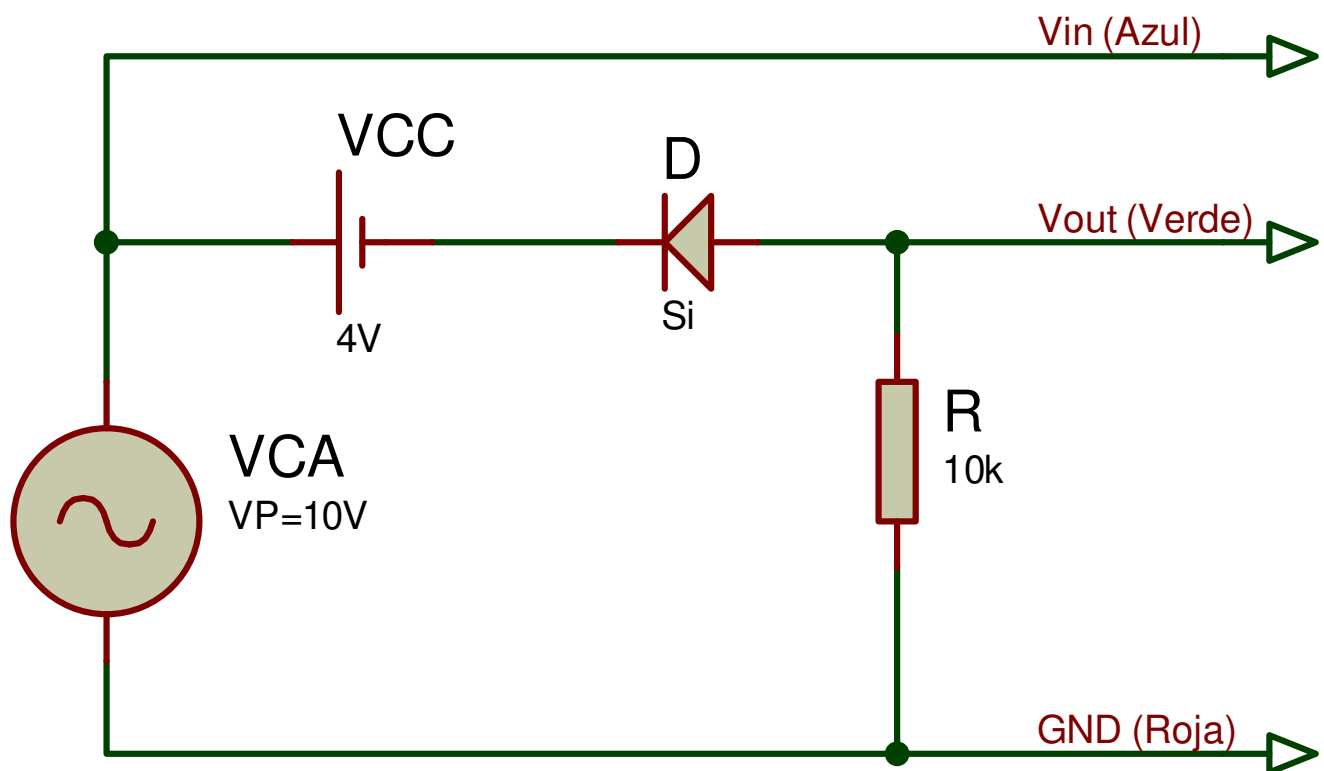 Vin (Azul)
VCC
D
Vout (Verde)
Si
4V
R
10k
VCA
VP=10V
GND (Roja)